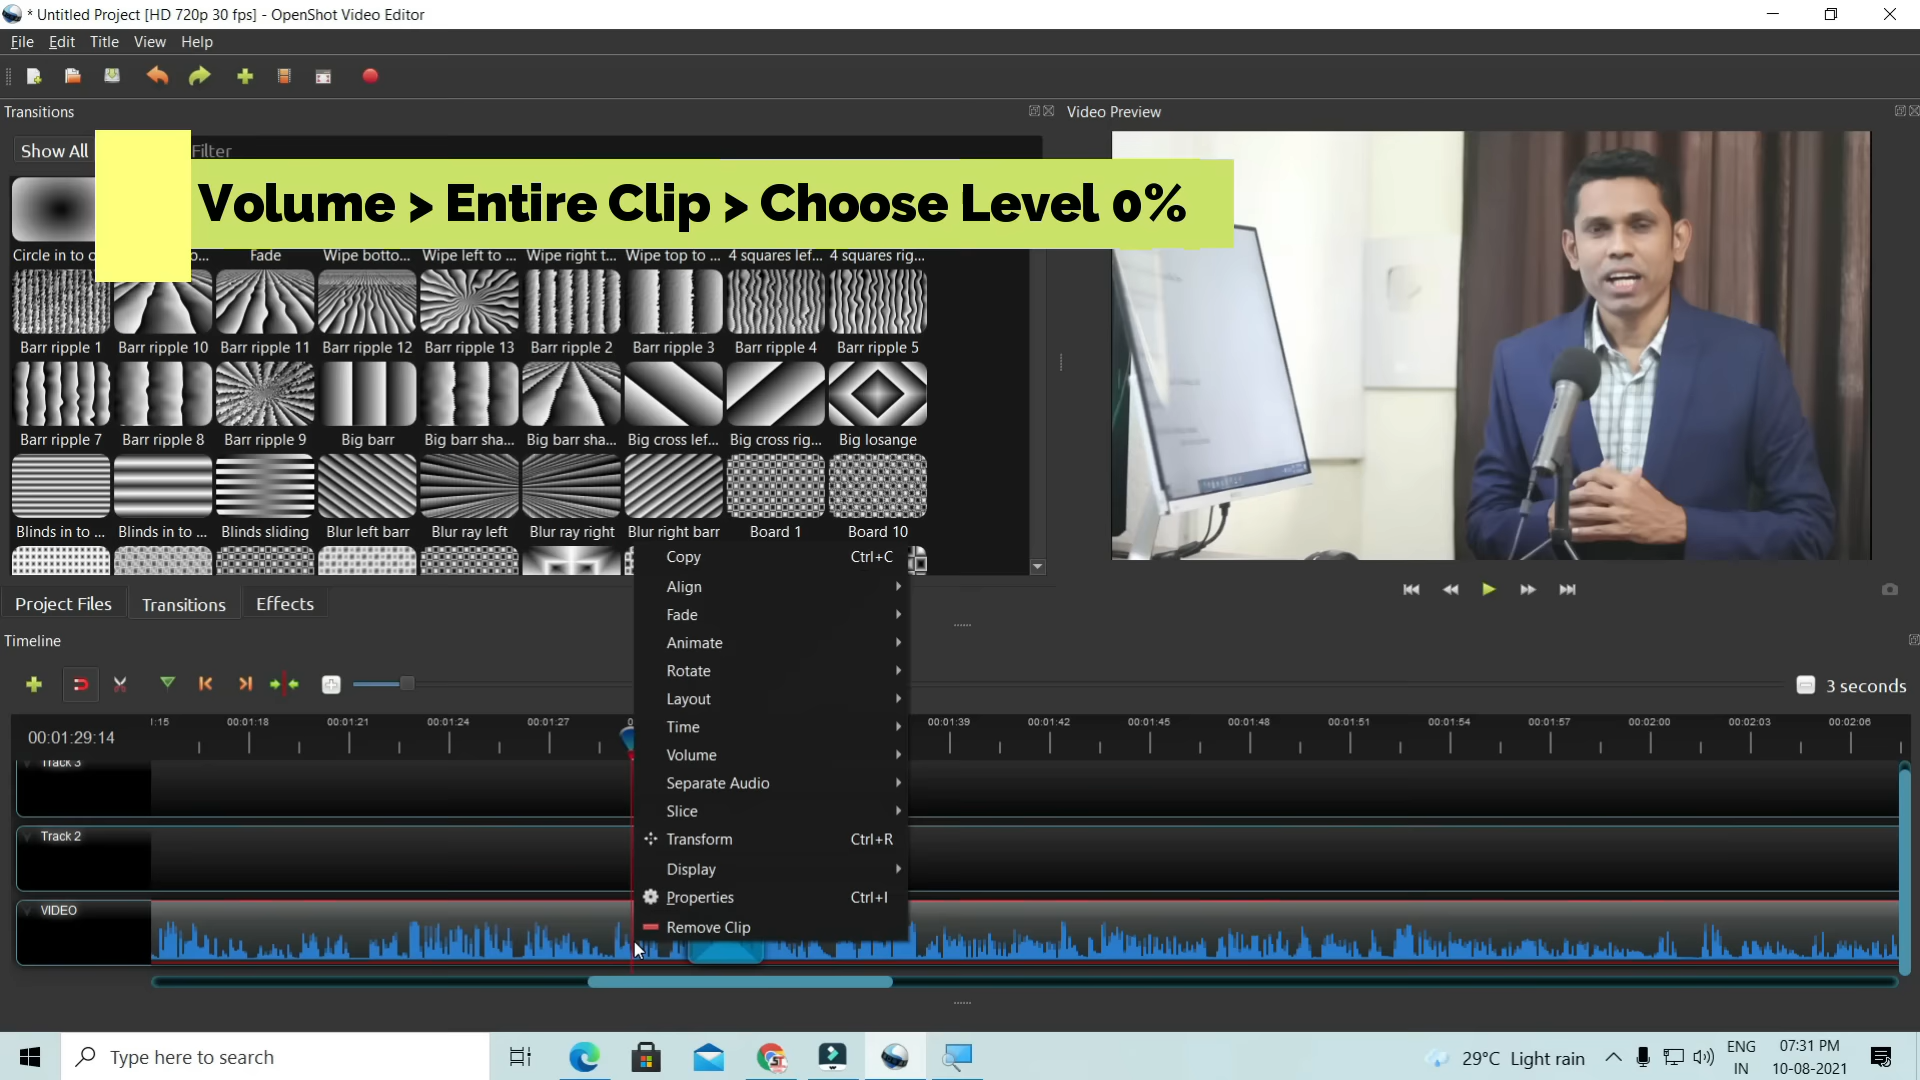 * Untitled Project [HD 720p 30 fps] - OpenShot Video Editor
File Edit Title View Help
Transitions
Video Preview
Show All
Filter
Volume > Entire Clip > Choose Level 0%
Circle in to o...
Fade
Wipe botto...
Wipe left to ...
Wipe right t...
Wipe top to ...
4 squares lef...
4 squares rig...
Barr ripple 1
Barr ripple 10
Barr ripple 11
Barr ripple 12
Barr ripple 13
Barr ripple 2
Barr ripple 3
Barr ripple 4
Barr ripple 5
Barr ripple 7
Barr ripple 8
Barr ripple 9
Big barr
Big barr sha...
Big barr sha...
Big cross lef...
Big cross rig...
Big losange
Blinds in to ...
Blinds in to ...
Blinds sliding
Blur left barr
Blur ray left
Blur ray right
Blur right barr
Board 1
Board 10
Copy Ctrl+C
Align
Fade
Animate
Rotate
Layout
Time
Volume
Separate Audio
Slice
Transform Ctrl+R
Display
Properties Ctrl+I
Remove Clip
Project Files
Transitions
Effects
Timeline
3 seconds
00:01:29:14
1:15
00:01:18
00:01:21
00:01:24
00:01:27
00:01:39
00:01:42
00:01:45
00:01:48
00:01:51
00:01:54
00:01:57
00:02:00
00:02:03
00:02:06
Track 3
Track 2
VIDEO
Type here to search
29°C Light rain
ENG
IN
07:31 PM
10-08-2021